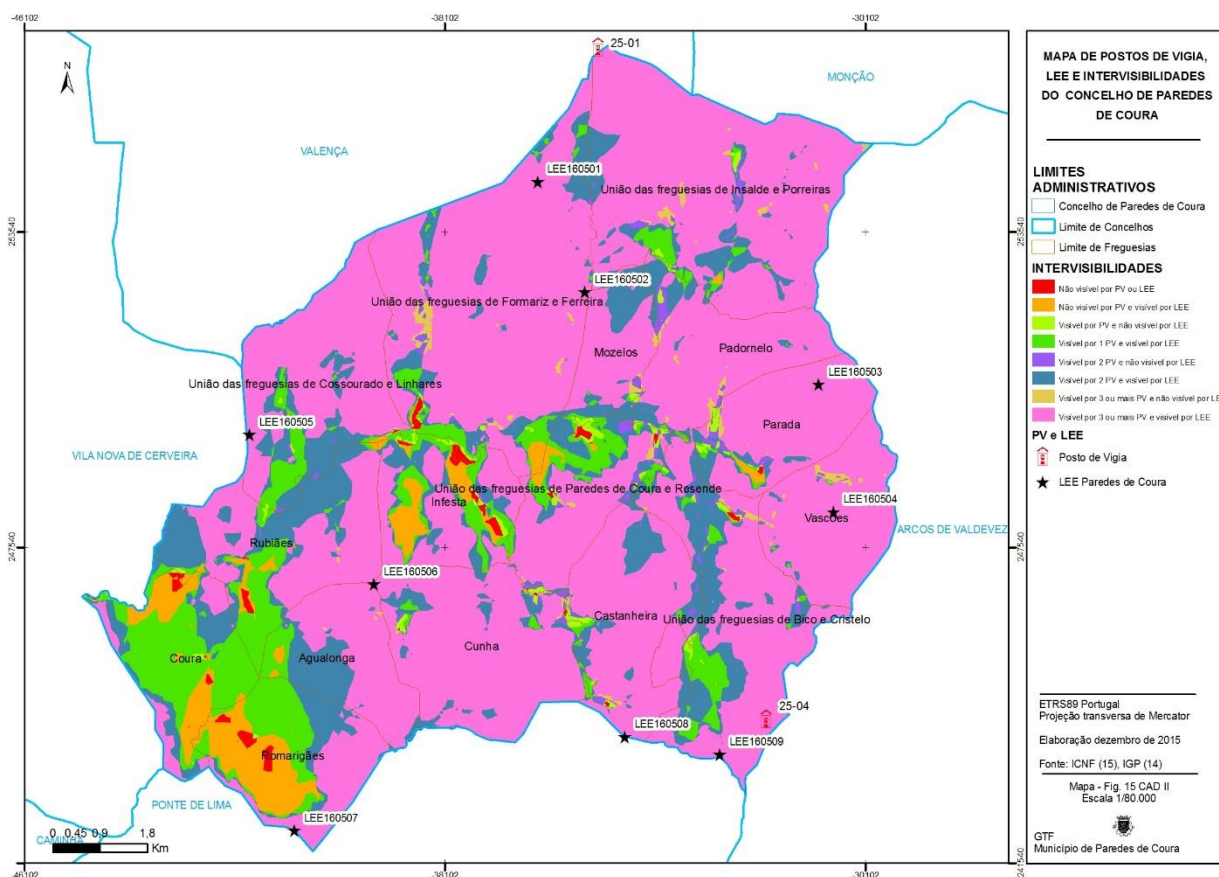 -46102
-38102
-30102
25-01
MONÇÃO
VALENÇA
N
LEE160501
União das freguesias de Insalde e Porreiras
253540
253540
LEE160502
União das freguesias de Formariz e Ferreira
Mozelos
Padornelo
União das freguesias de Cossourado e Linhares
LEE160503
Parada
LEE160505
VILA NOVA DE CERVEIRA
União das freguesias de Paredes de Coura e Resende
Infesta
LEE160504
Vascões
ARCOS DE VALDEVEZ
Rubiães
247540
247540
LEE160506
Castanheira
União das freguesias de Bico e Cristelo
Cunha
Coura
Agualonga
25-04
LEE160508
LEE160509
Romarigães
PONTE DE LIMA
LEE160507
CAMINHA
0 0.45 0.9 1.8
Km
241540
241540
-46102
-38102
-30102
MAPA DE POSTOS DE VIGIA,
LEE E INTERVISIBILIDADES
DO CONCELHO DE PAREDES
DE COURA
LIMITES
ADMINISTRATIVOS
Concelho de Paredes de Coura
Limite de Concelhos
Limite de Freguesias
INTERVISIBILIDADES
Não visível por PV ou LEE
Não visível por PV e visível por LEE
Visível por PV e não visível por LEE
Visível por 1 PV e visível por LEE
Visível por 2 PV e não visível por LEE
Visível por 2 PV e visível por LEE
Visível por 3 ou mais PV e não visível por LEE
Visível por 3 ou mais PV e visível por LEE
PV e LEE
Posto de Vigia
LEE Paredes de Coura
ETRS89 Portugal
Projeção transversa de Mercator
Elaboração dezembro de 2015
Fonte: ICNF (15), IGP (14)
Mapa - Fig. 15 CAD II
Escala 1/80.000
GTF
Município de Paredes de Coura